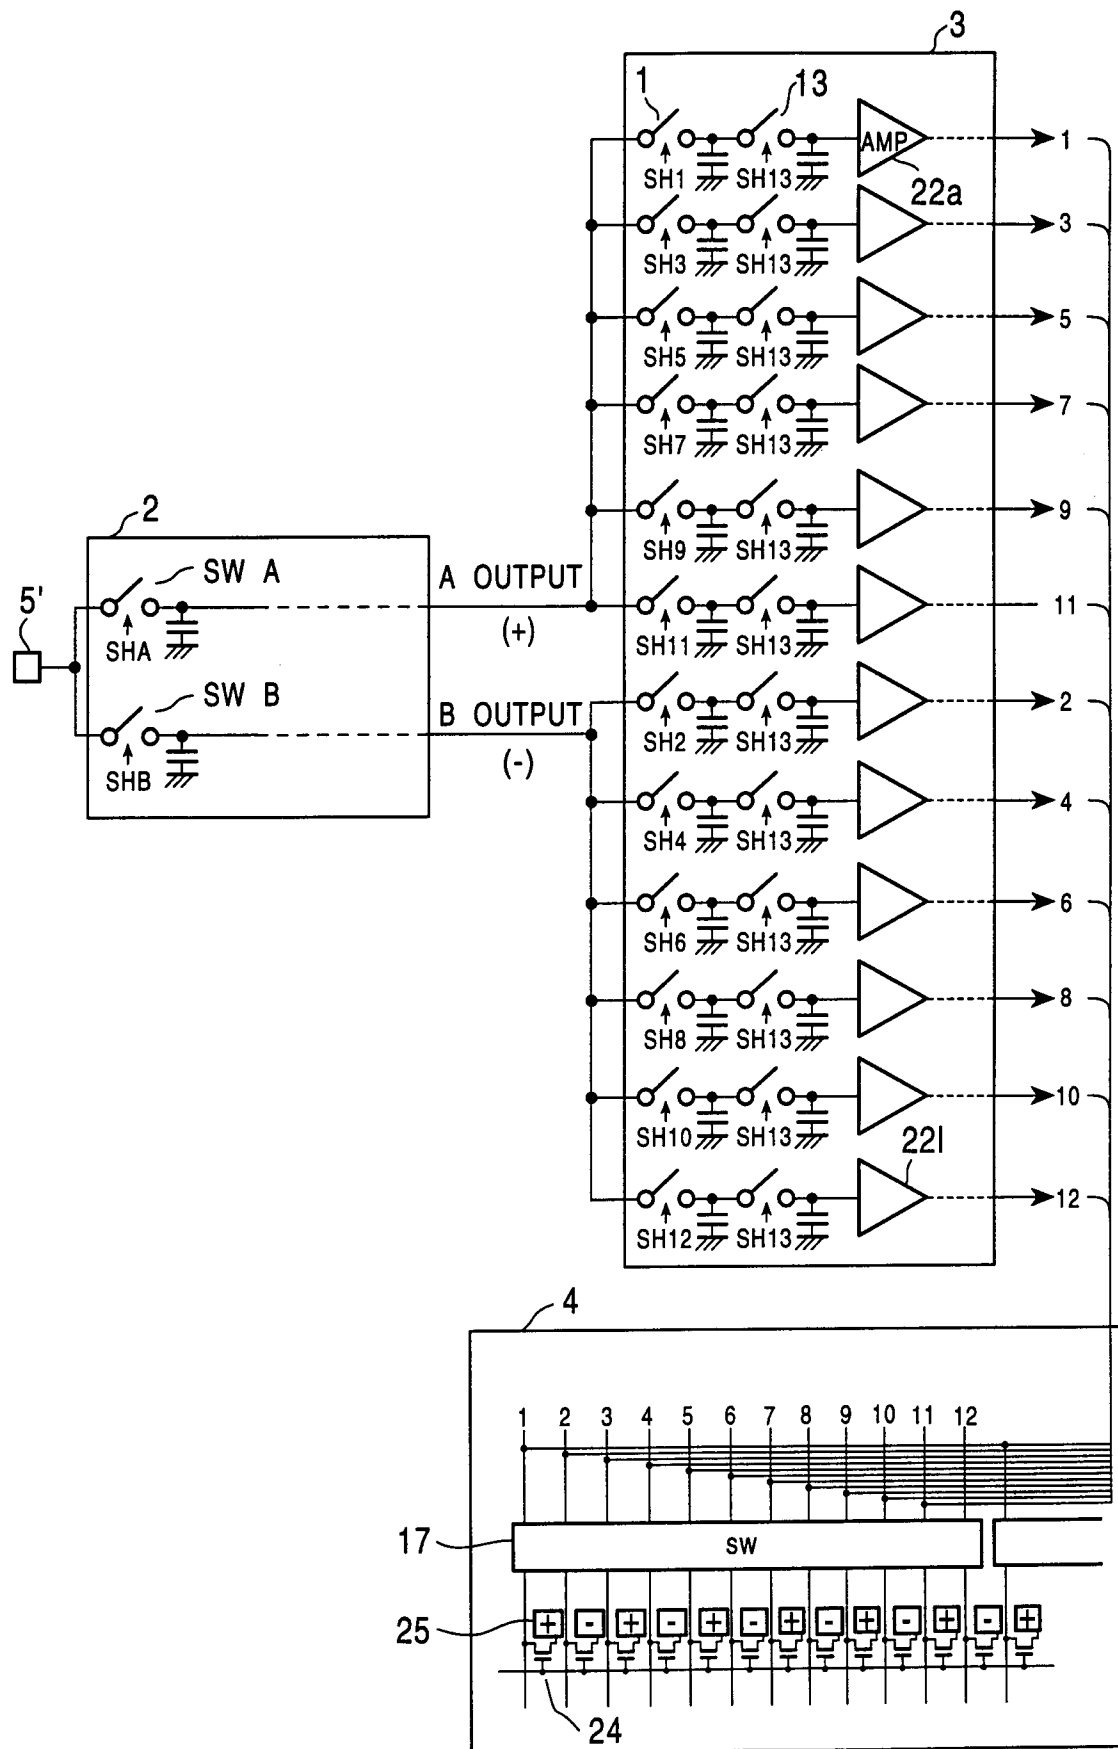 3
1 13
AMP 1
SH1 SH13 22a
3
SH3 SH13
5
SH5 SH13
7
SH7 SH13
9
SH9 SH13
2
SW A
A OUTPUT
(+)
5'
SHA
11
SH11 SH13
SW B
B OUTPUT
(-)
SHB
2
SH2 SH13
4
SH4 SH13
6
SH6 SH13
8
SH8 SH13
10
SH10 SH13
22l
12
SH12 SH13
4
1 2 3 4 5 6 7 8 9 10 11 12
17 SW
25 + - + - + - + - + - + - +
24